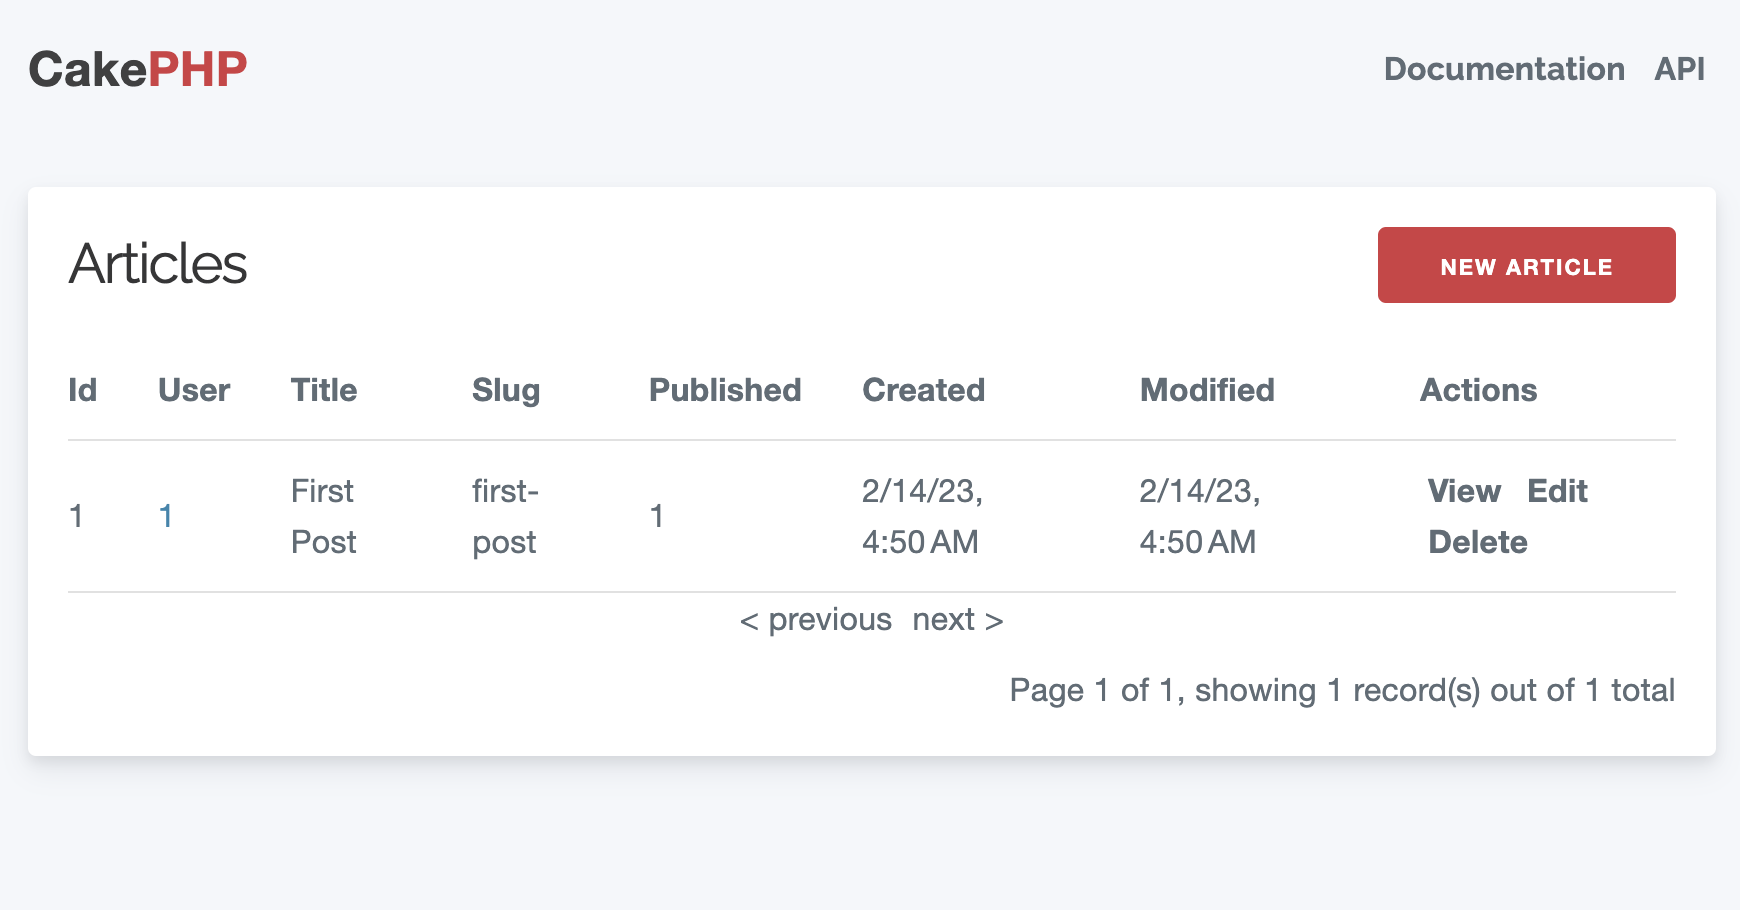 CakePHP
Documentation API
Articles
NEW ARTICLE
Id User Title Slug Published Created Modified Actions
1 1 First Post first-post 1 2/14/23, 4:50 AM 2/14/23, 4:50 AM View Edit Delete
< previous next >
Page 1 of 1, showing 1 record(s) out of 1 total